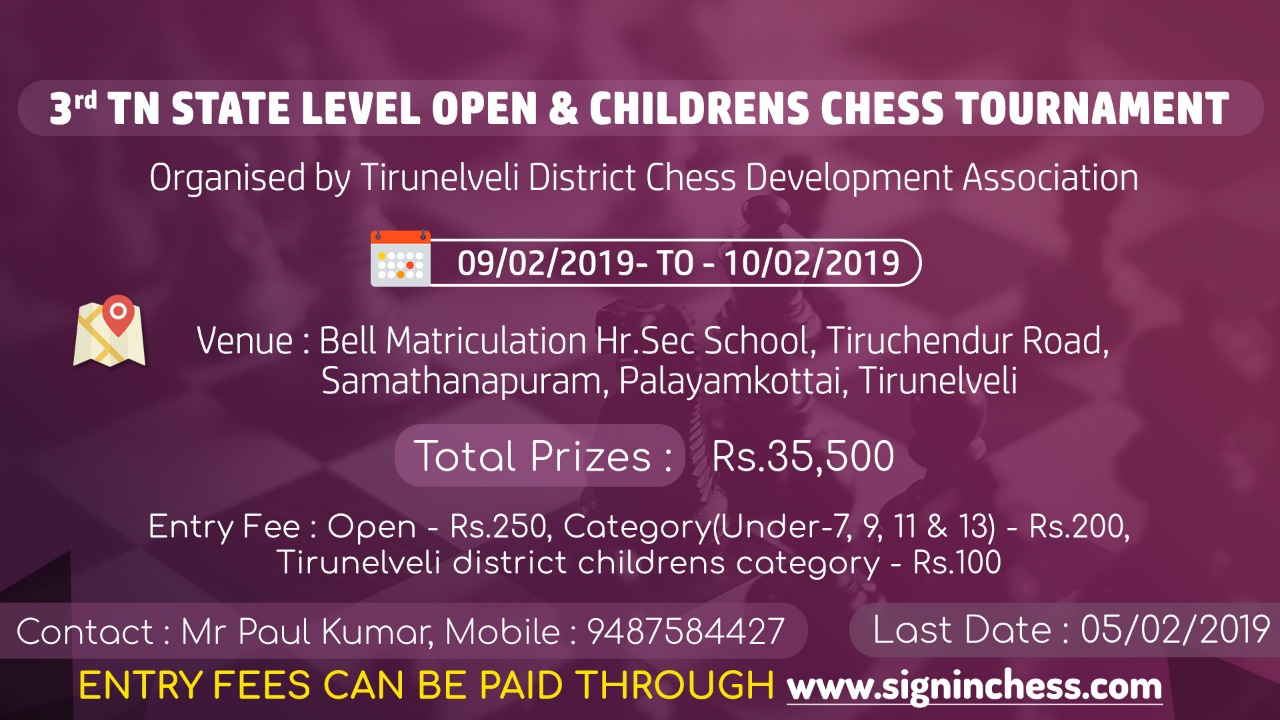 3rd TN STATE LEVEL OPEN & CHILDRENS CHESS TOURNAMENT
Organised by Tirunelveli District Chess Development Association
09/02/2019- TO - 10/02/2019
Venue : Bell Matriculation Hr.Sec School, Tiruchendur Road,
Samathanapuram, Palayamkottai, Tirunelveli
Total Prizes : Rs.35,500
Entry Fee : Open - Rs.250, Category(Under-7, 9, 11 & 13) - Rs.200,
Tirunelveli district childrens category - Rs.100
Contact : Mr Paul Kumar, Mobile : 9487584427 Last Date : 05/02/2019
ENTRY FEES CAN BE PAID THROUGH www.signinchess.com